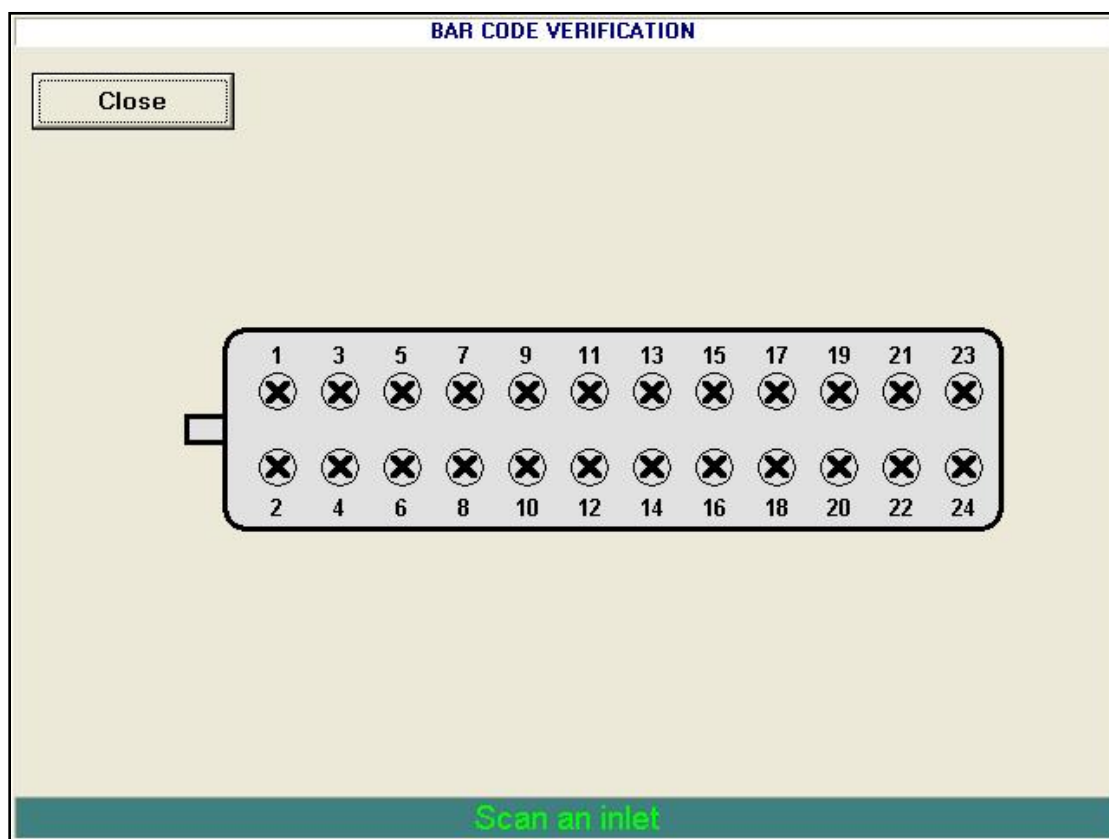 BAR CODE VERIFICATION
Close
1 3 5 7 9 11 13 15 17 19 21 23
2 4 6 8 10 12 14 16 18 20 22 24
Scan an inlet